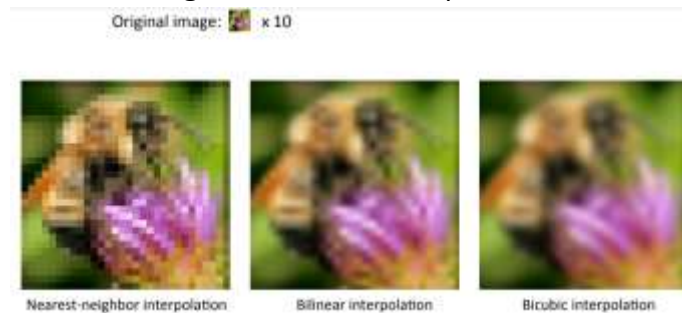 Original image: x 10
Nearest-neighbor interpolation
Bilinear interpolation
Bicubic interpolation